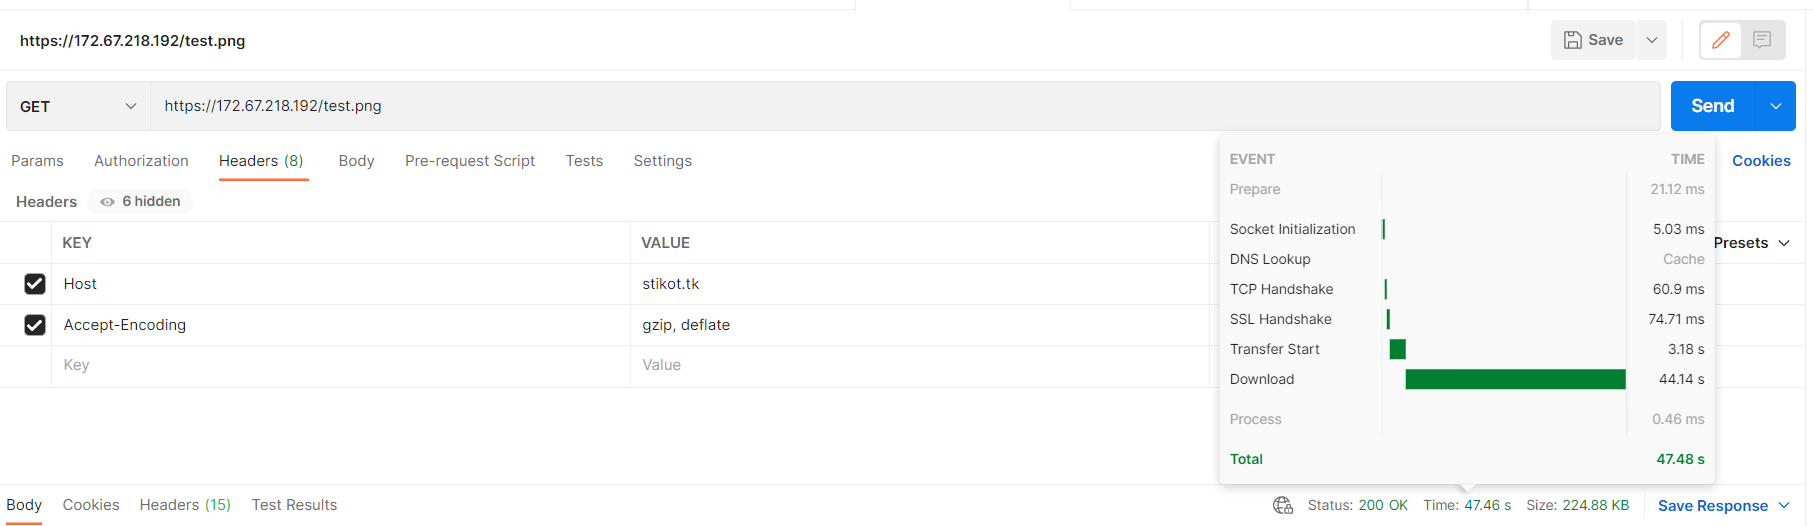 https://172.67.218.192/test.png
Save
GET
https://172.67.218.192/test.png
Send
Params Authorization Headers (8) Body Pre-request Script Tests Settings
Cookies
Headers 6 hidden
Presets
KEY VALUE
Host stikot.tk
Accept-Encoding gzip, deflate
Key Value
EVENT TIME
Prepare 21.12 ms
Socket Initialization 5.03 ms
DNS Lookup Cache
TCP Handshake 60.9 ms
SSL Handshake 74.71 ms
Transfer Start 3.18 s
Download 44.14 s
Process 0.46 ms
Total 47.48 s
Body Cookies Headers (15) Test Results
Status: 200 OK Time: 47.46 s Size: 224.88 KB Save Response